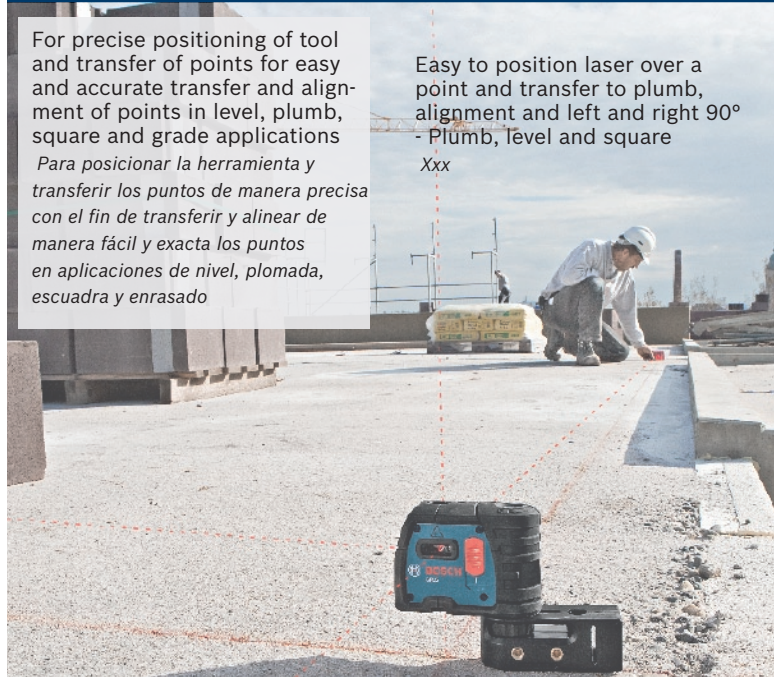 For precise positioning of tool
and transfer of points for easy
and accurate transfer and align-
ment of points in level, plumb,
square and grade applications
Para posicionar la herramienta y
transferir los puntos de manera precisa
con el fin de transferir y alinear de
manera fácil y exacta los puntos
en aplicaciones de nivel, plomada,
escuadra y enrasado
Easy to position laser over a
point and transfer to plumb,
alignment and left and right 90°
- Plumb, level and square
Xxx
BOSCH